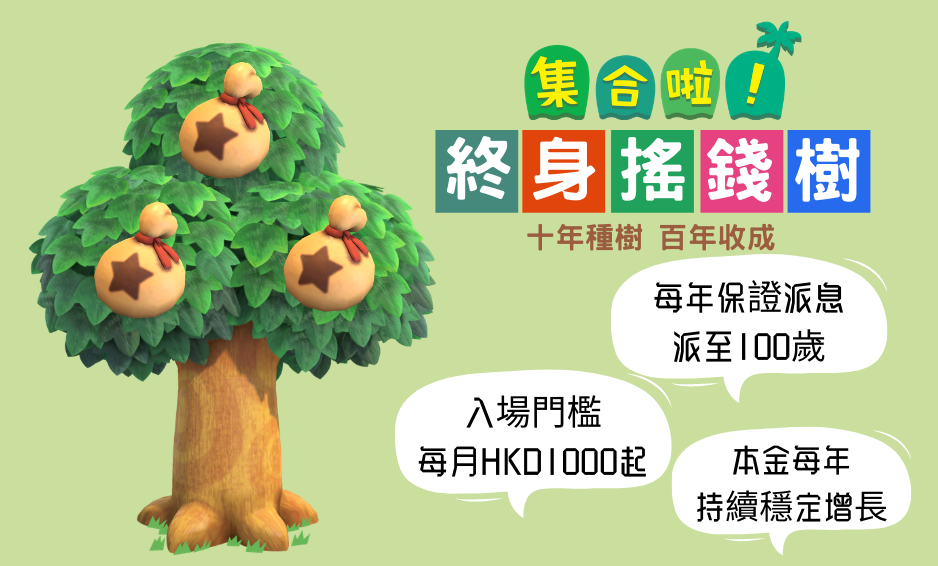 集合啦！
終身搖錢樹
十年種樹 百年收成
每年保證派息
派至100歲
入場門檻
每月HKD1000起
本金每年
持續穩定增長